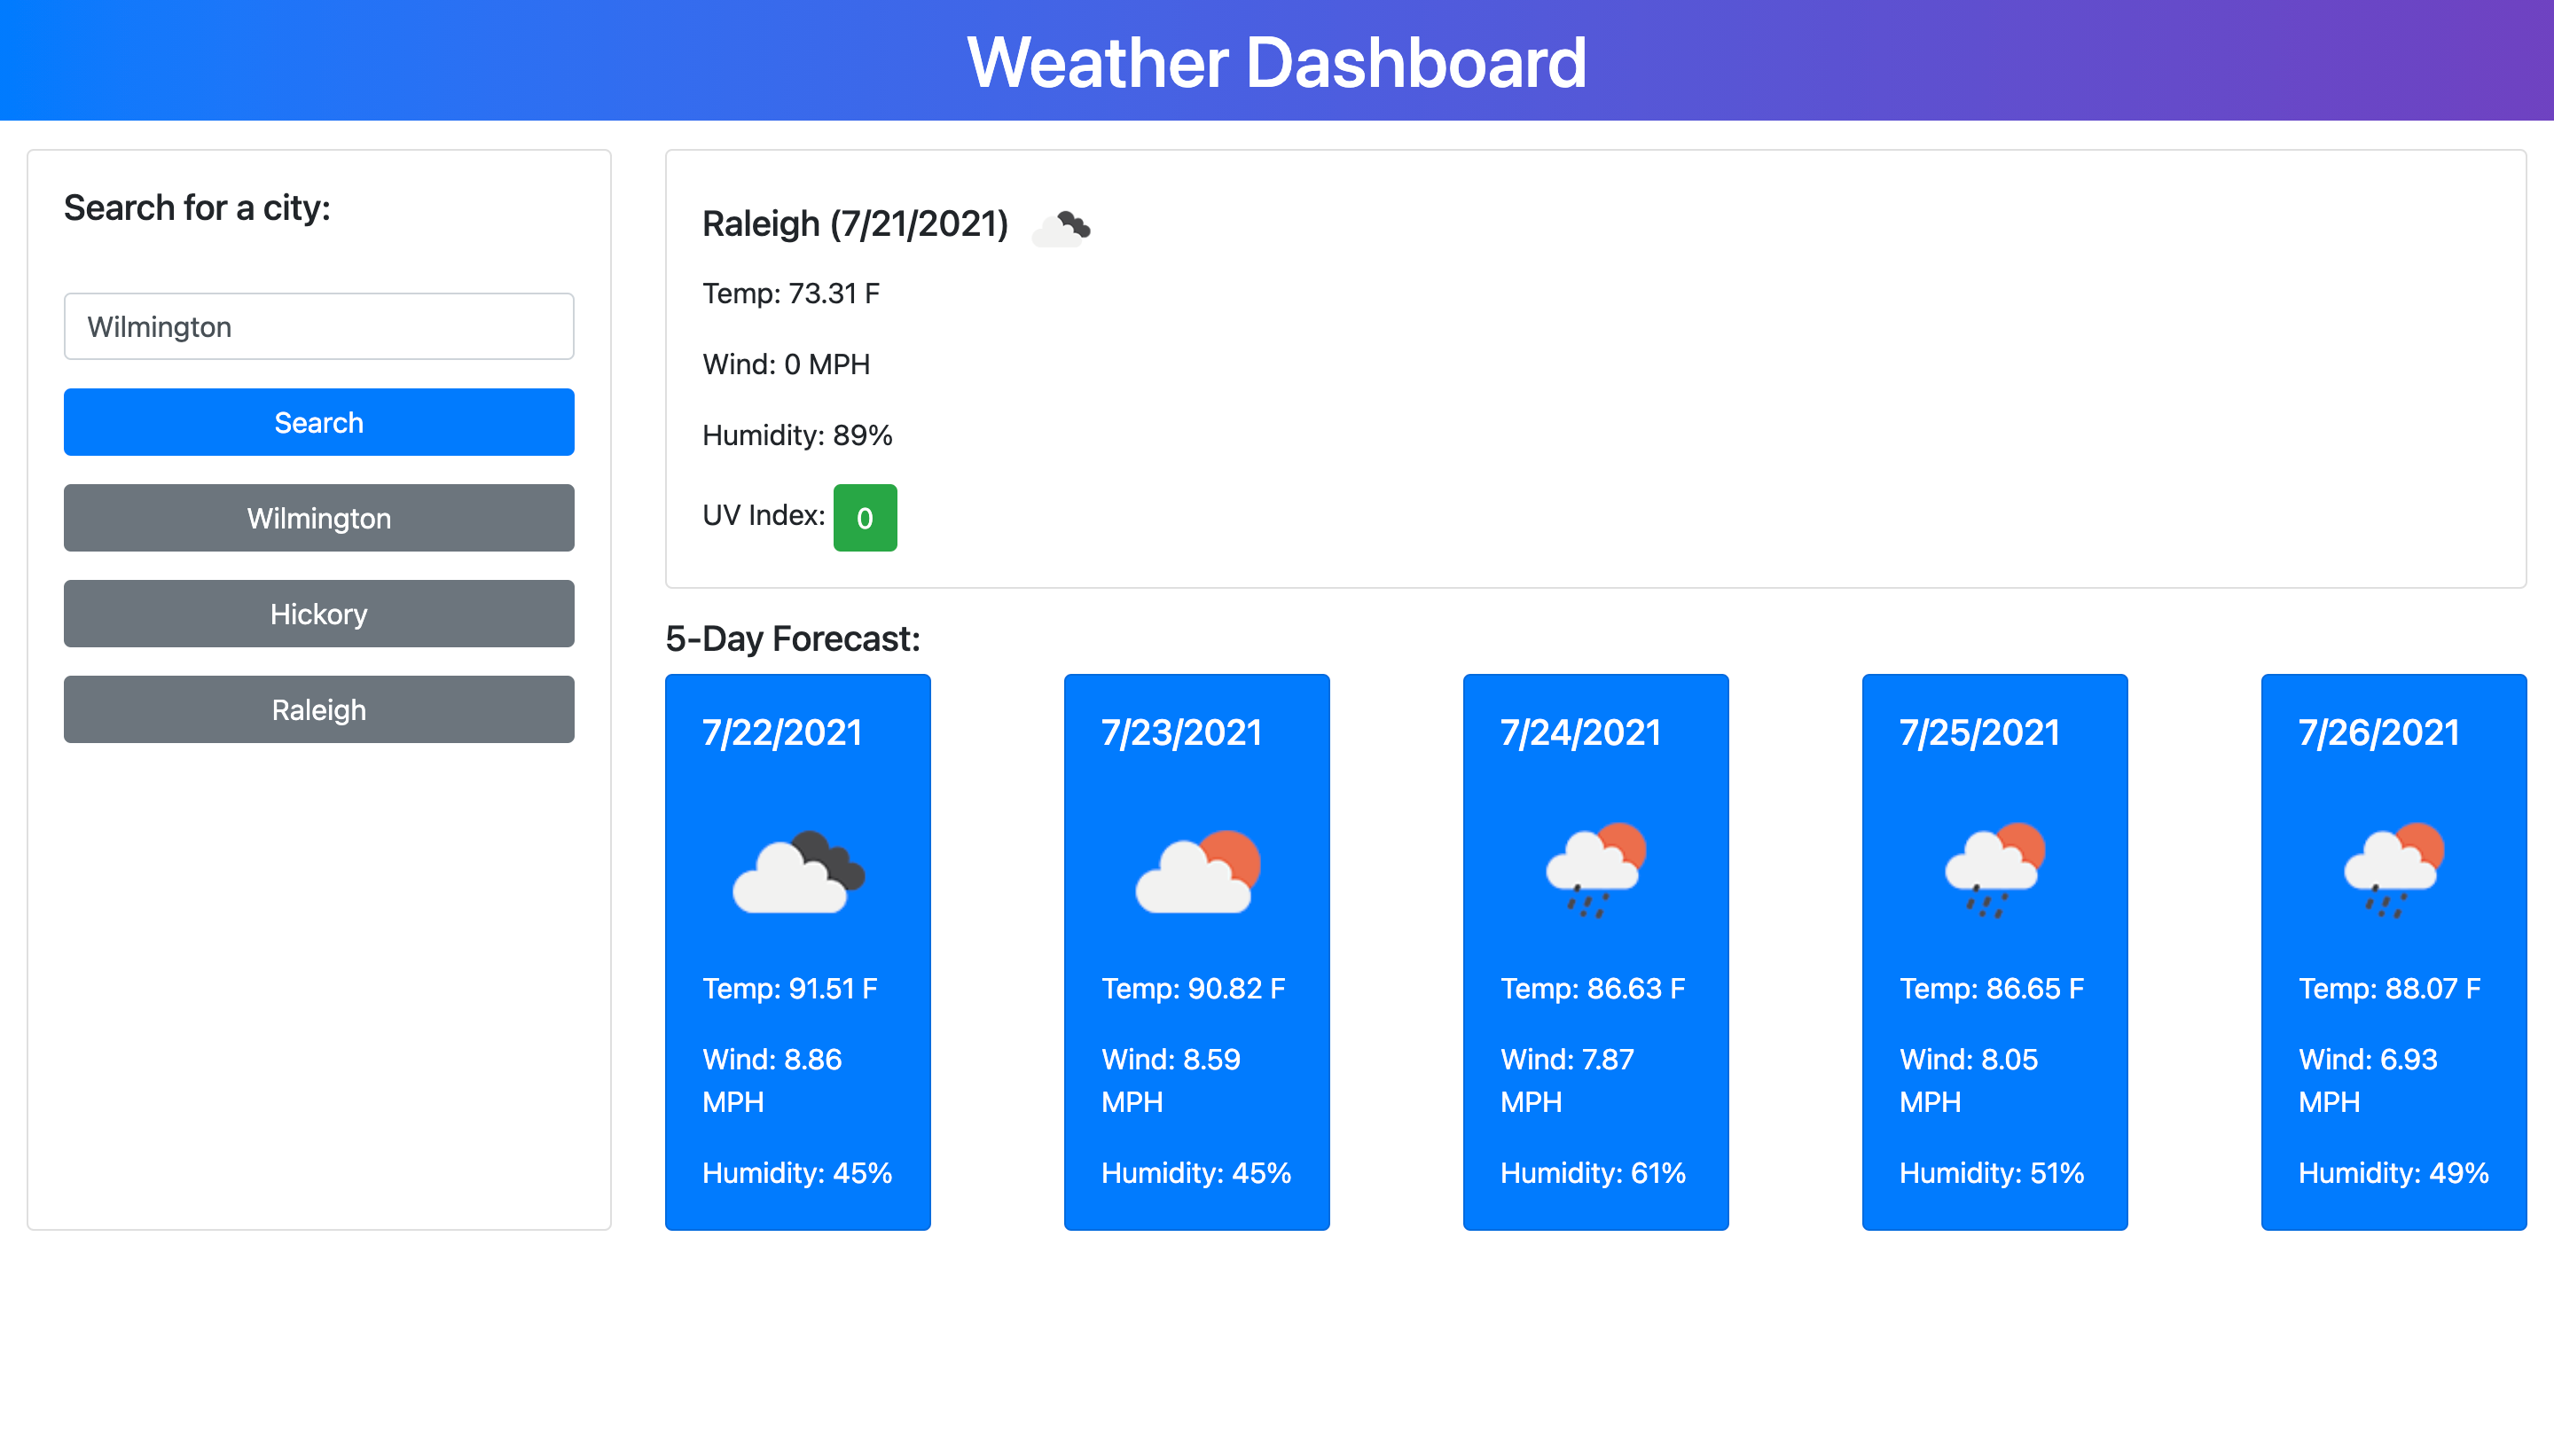 Weather Dashboard
Search for a city:
Wilmington
Search
Wilmington
Hickory
Raleigh
Raleigh (7/21/2021)
Temp: 73.31 F
Wind: 0 MPH
Humidity: 89%
UV Index: 0
5-Day Forecast:
7/22/2021
Temp: 91.51 F
Wind: 8.86
MPH
Humidity: 45%
7/23/2021
Temp: 90.82 F
Wind: 8.59
MPH
Humidity: 45%
7/24/2021
Temp: 86.63 F
Wind: 7.87
MPH
Humidity: 61%
7/25/2021
Temp: 86.65 F
Wind: 8.05
MPH
Humidity: 51%
7/26/2021
Temp: 88.07 F
Wind: 6.93
MPH
Humidity: 49%